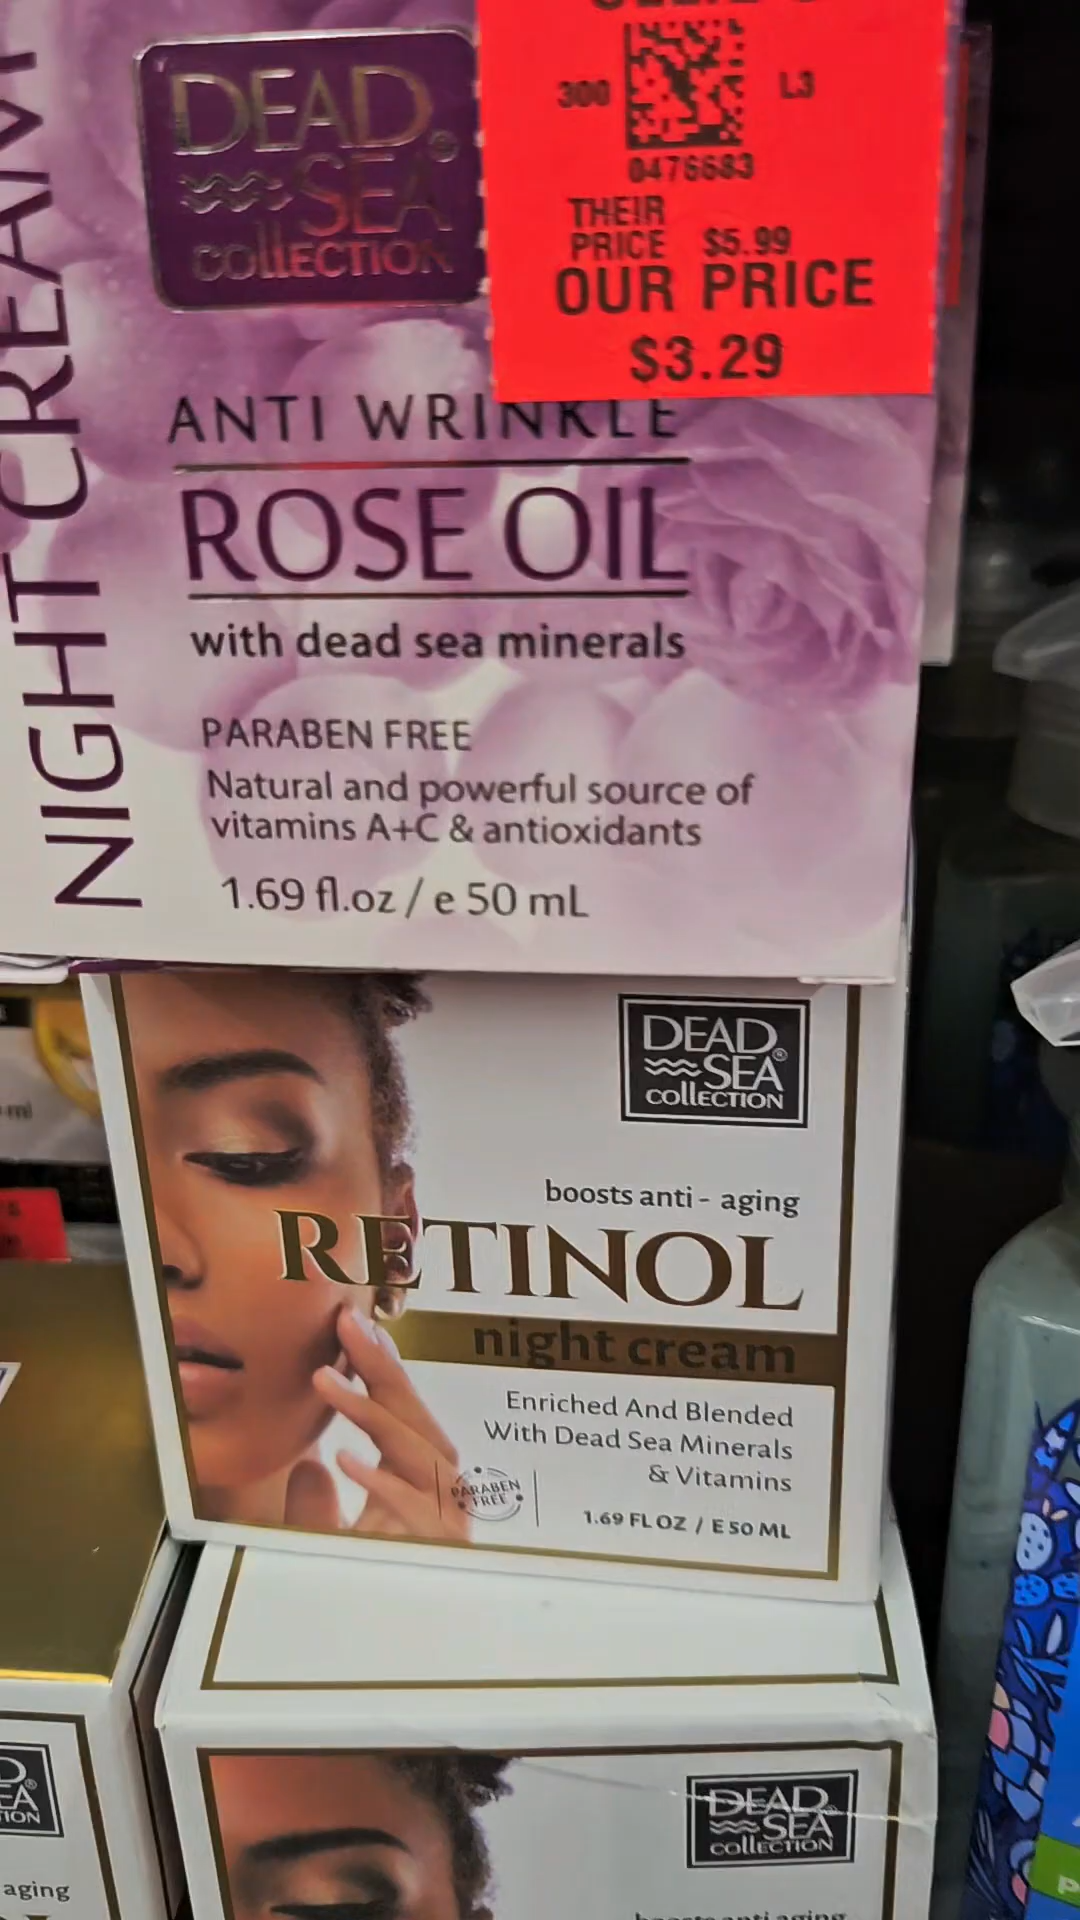 300
L3
0476683
THEIR
PRICE $5.99
OUR PRICE
$3.29
DEAD
SEA
COLLECTION
NIGHT CREAM
ANTI WRINKLE
ROSE OIL
with dead sea minerals
PARABEN FREE
Natural and powerful source of
vitamins A+C & antioxidants
1.69 fl.oz / e 50 mL
DEAD
SEA
COLLECTION
boosts anti - aging
RETINOL
night cream
Enriched And Blended
With Dead Sea Minerals
& Vitamins
PARABEN
FREE
1.69 FL OZ / E 50 ML
DEAD
SEA
COLLECTION
aging